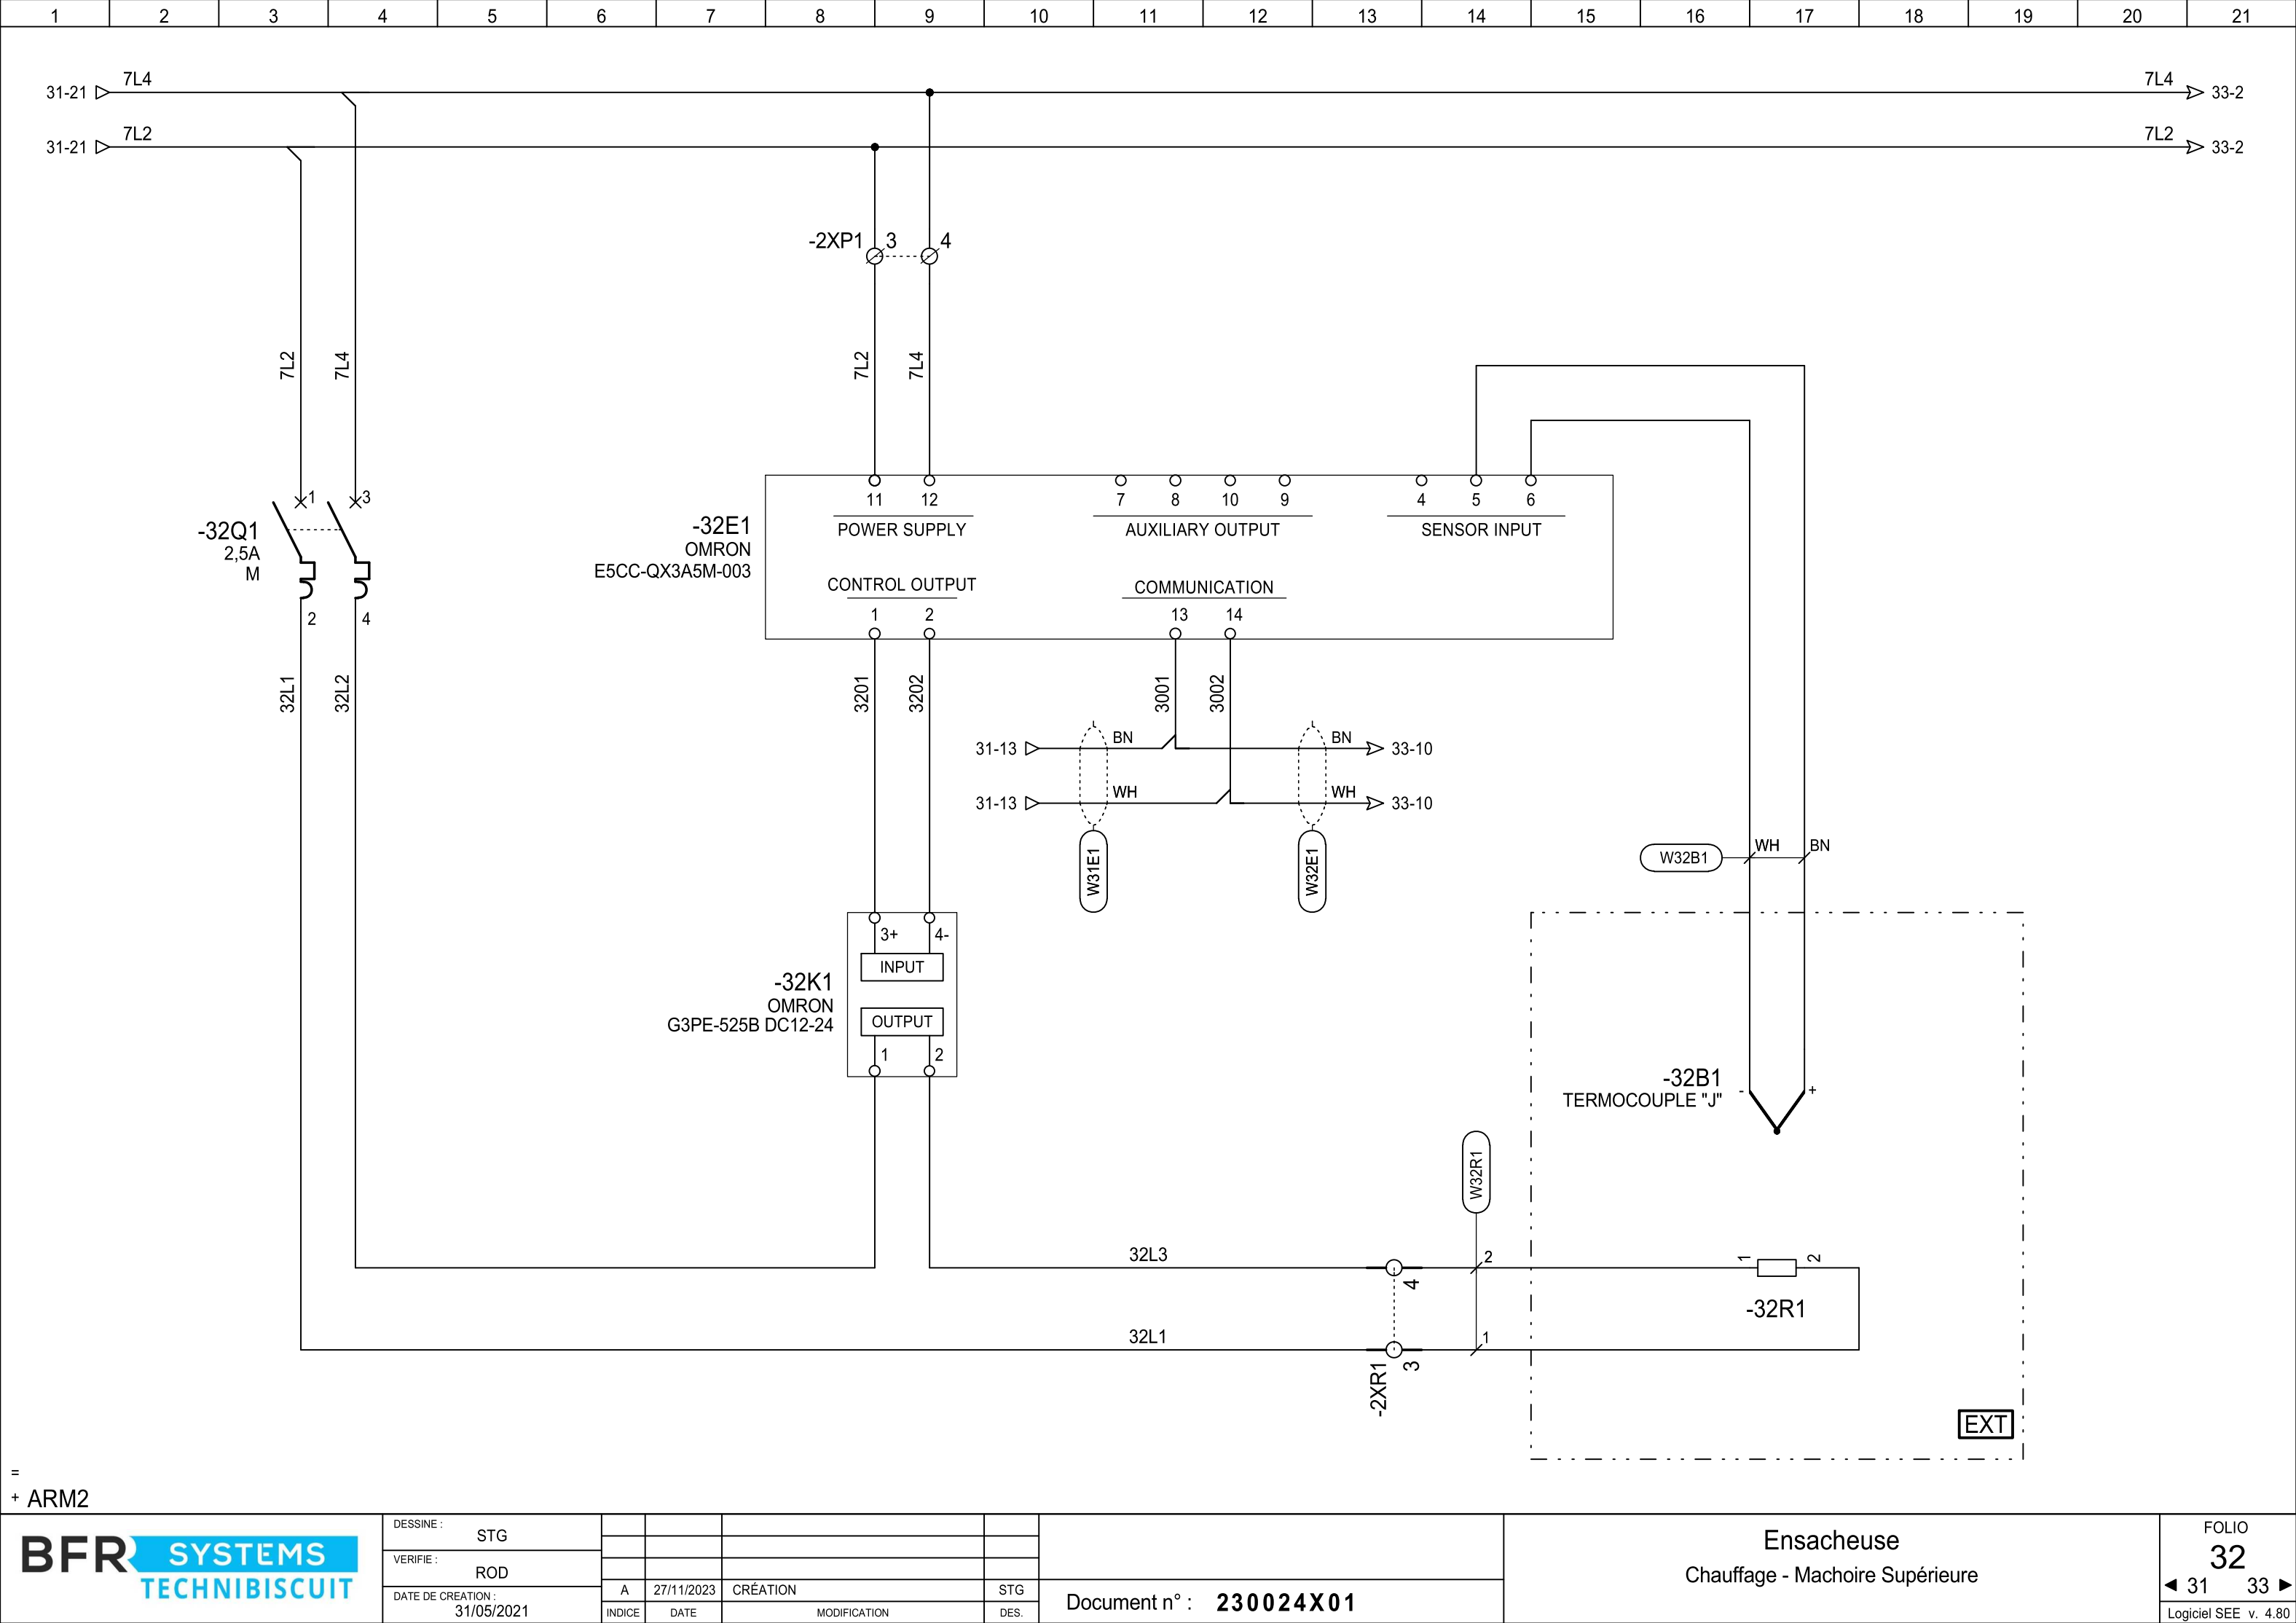 1 2 3 4 5 6 7 8 9 10 11 12 13 14 15 16 17 18 19 20 21
7L4 7L4
31-21 33-2
7L2 7L2
31-21 33-2
-2XP1 3 4
7L2 7L4 7L2 7L4
1 3
11 12 7 8 10 9 4 5 6
-32Q1
2,5A
M
2 4
-32E1
OMRON
E5CC-QX3A5M-003
POWER SUPPLY AUXILIARY OUTPUT SENSOR INPUT
CONTROL OUTPUT COMMUNICATION
1 2 13 14
32L1 32L2 3201 3202 3001 3002
31-13 BN BN 33-10
31-13 WH WH 33-10
W31E1 W32E1
W32B1 WH BN
3+ 4-
INPUT
-32K1
OMRON
G3PE-525B DC12-24
OUTPUT
1 2
-32B1 - +
TERMOCOUPLE "J"
W32R1
32L3 4 2 1 2
-32R1
32L1 3 1
-2XR1
EXT
=
+ ARM2
BFR SYSTEMS
TECHNIBISCUIT
DESSINE :
STG
VERIFIE :
ROD
DATE DE CREATION :
31/05/2021
A 27/11/2023 CRÉATION STG
INDICE DATE MODIFICATION DES.
Document n° : 230024X01
Ensacheuse
Chauffage - Machoire Supérieure
FOLIO
32
31 33
Logiciel SEE v. 4.80